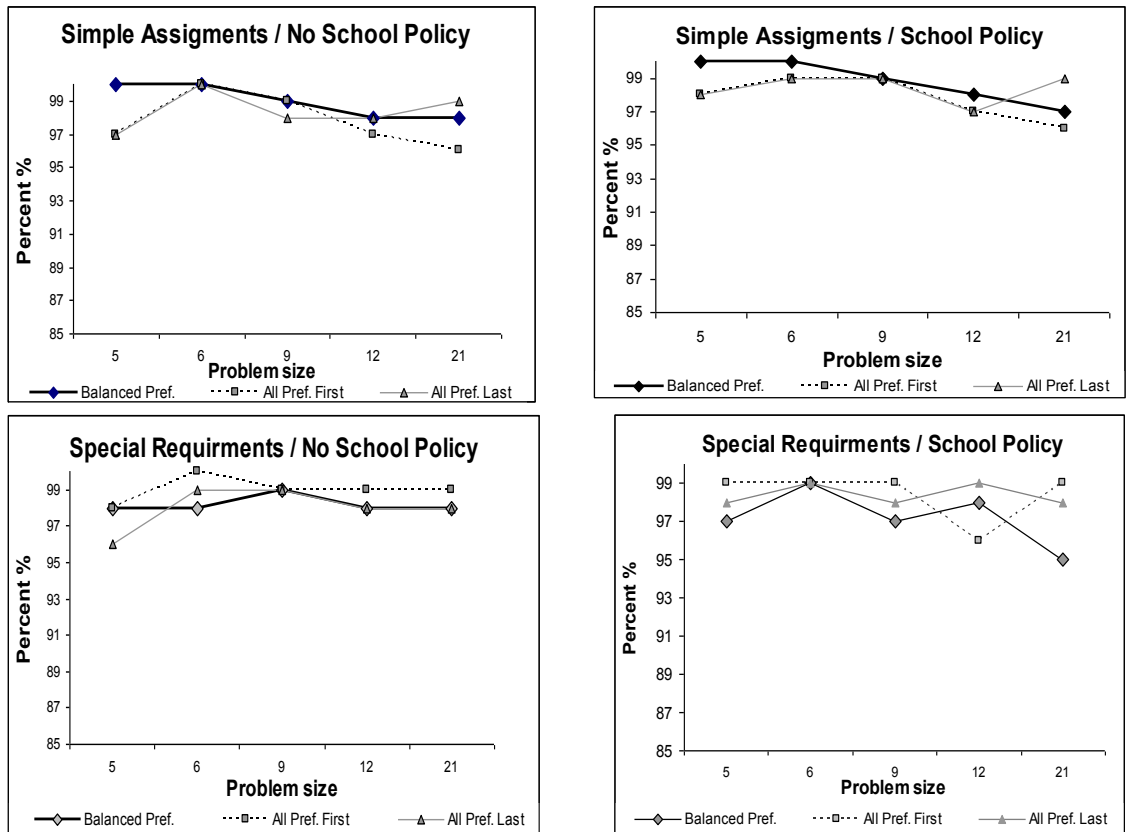 Simple Assigments / No School Policy
Percent %
99
97
95
93
91
89
87
85
5 6 9 12 21
Problem size
Balanced Pref. All Pref. First All Pref. Last
Simple Assigments / School Policy
Percent %
99
97
95
93
91
89
87
85
5 6 9 12 21
Problem size
Balanced Pref. All Pref. First All Pref. Last
Special Requirments / No School Policy
Percent %
99
97
95
93
91
89
87
85
5 6 9 12 21
Problem size
Balanced Pref. All Pref. First All Pref. Last
Special Requirments / School Policy
Percent %
99
97
95
93
91
89
87
85
5 6 9 12 21
Problem size
Balanced Pref. All Pref. First All Pref. Last